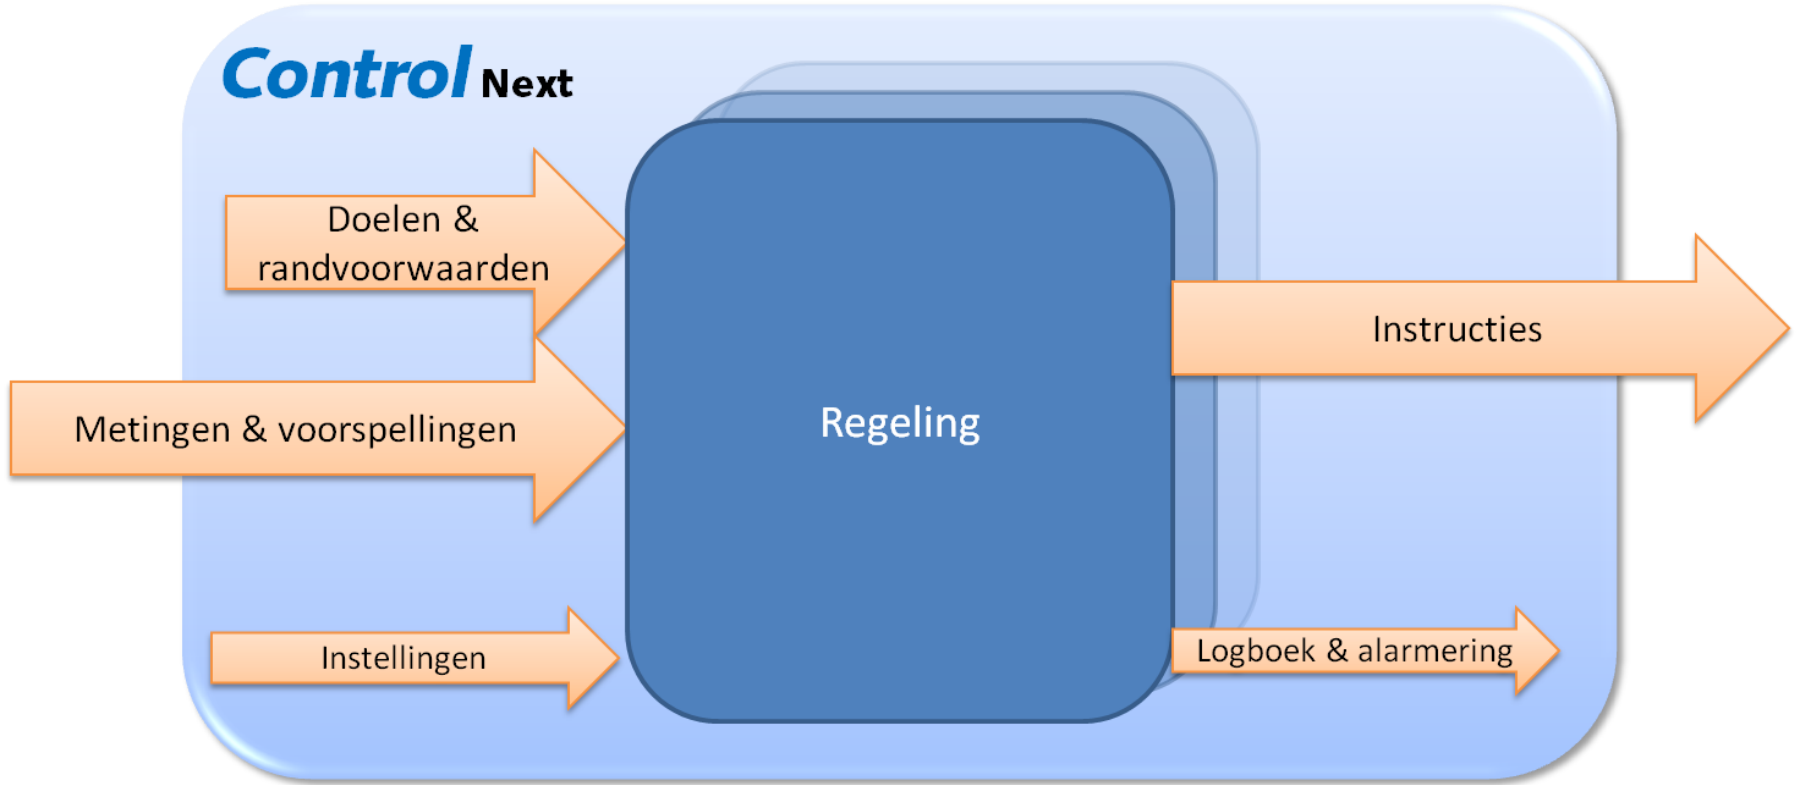 Control Next
Doelen &
randvoorwaarden
Metingen & voorspellingen
Instellingen
Regeling
Instructies
Logboek & alarmering